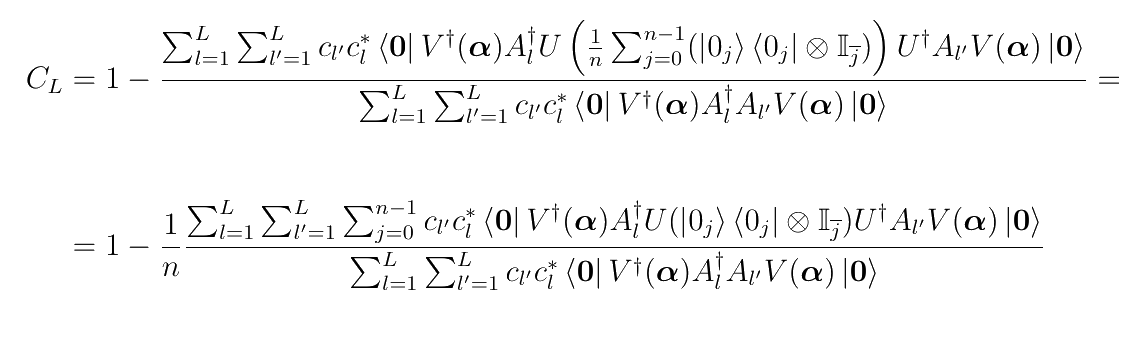 C_L = 1 - \frac{\sum_{l=1}^{L} \sum_{l'=1}^{L} c_{l'} c_l^* \langle \mathbf{0} | V^\dagger(\boldsymbol{\alpha}) A_l^\dagger U \left( \frac{1}{n} \sum_{j=0}^{n-1} (|0_j\rangle \langle 0_j| \otimes \mathbb{I}_{\overline{j}}) \right) U^\dagger A_{l'} V(\boldsymbol{\alpha}) | \mathbf{0} \rangle}{\sum_{l=1}^{L} \sum_{l'=1}^{L} c_{l'} c_l^* \langle \mathbf{0} | V^\dagger(\boldsymbol{\alpha}) A_l^\dagger A_{l'} V(\boldsymbol{\alpha}) | \mathbf{0} \rangle} =
= 1 - \frac{1}{n} \frac{\sum_{l=1}^{L} \sum_{l'=1}^{L} \sum_{j=0}^{n-1} c_{l'} c_l^* \langle \mathbf{0} | V^\dagger(\boldsymbol{\alpha}) A_l^\dagger U (|0_j\rangle \langle 0_j| \otimes \mathbb{I}_{\overline{j}}) U^\dagger A_{l'} V(\boldsymbol{\alpha}) | \mathbf{0} \rangle}{\sum_{l=1}^{L} \sum_{l'=1}^{L} c_{l'} c_l^* \langle \mathbf{0} | V^\dagger(\boldsymbol{\alpha}) A_l^\dagger A_{l'} V(\boldsymbol{\alpha}) | \mathbf{0} \rangle}